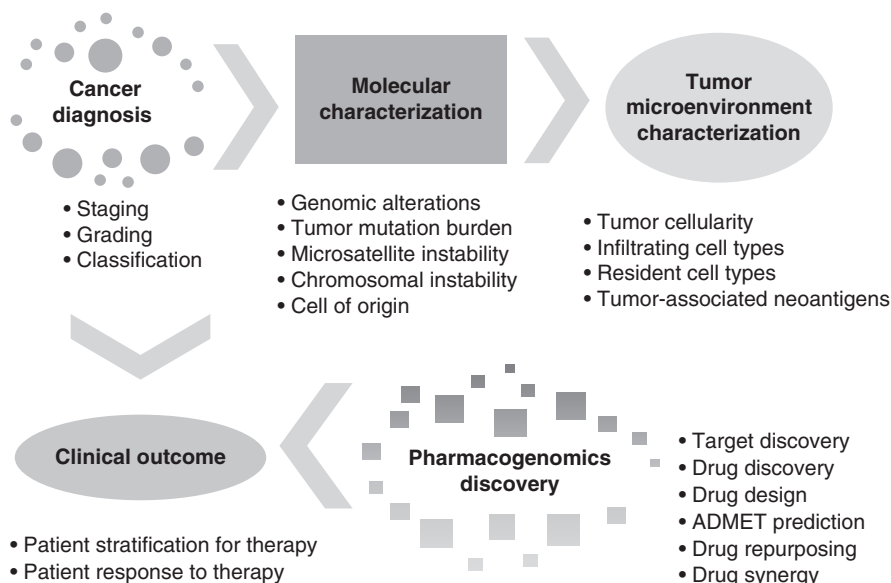 Cancer
diagnosis
• Staging
• Grading
• Classification
Molecular
characterization
• Genomic alterations
• Tumor mutation burden
• Microsatellite instability
• Chromosomal instability
• Cell of origin
Tumor
microenvironment
characterization
• Tumor cellularity
• Infiltrating cell types
• Resident cell types
• Tumor-associated neoantigens
Clinical outcome
• Patient stratification for therapy
• Patient response to therapy
Pharmacogenomics
discovery
• Target discovery
• Drug discovery
• Drug design
• ADMET prediction
• Drug repurposing
• Drug synergy